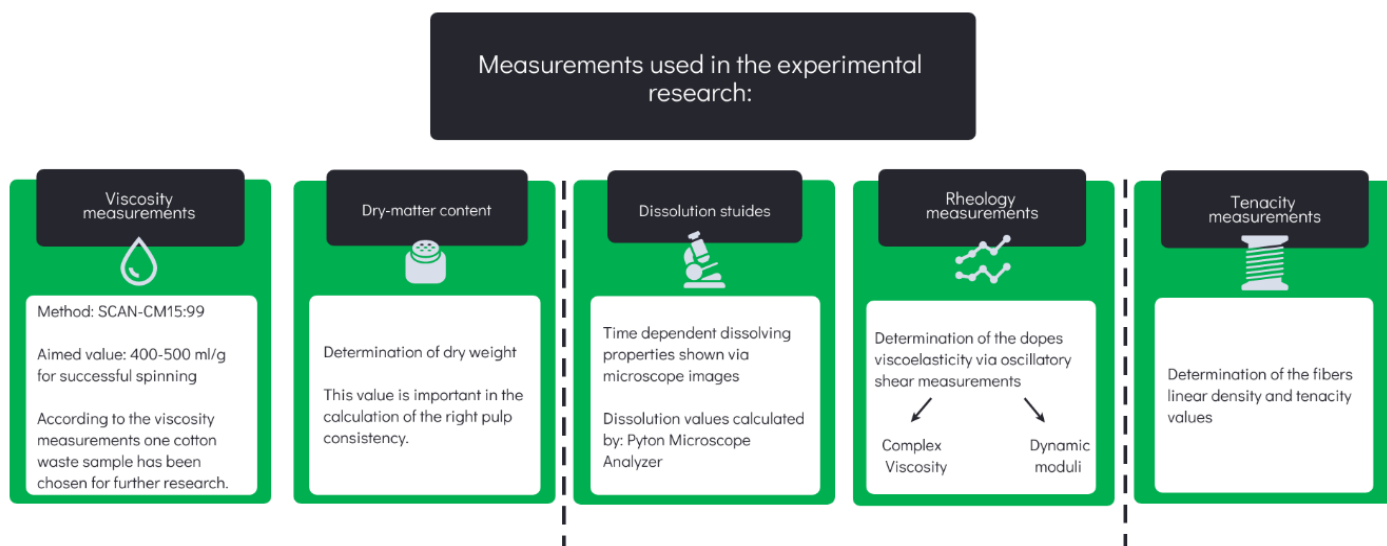 Measurements used in the experimental
research:
Viscosity
measurements
Method: SCAN-CM15:99
Aimed value: 400-500 ml/g
for successful spinning
According to the viscosity
measurements one cotton
waste sample has been
chosen for further research.
Dry-matter content
Determination of dry weight
This value is important in the
calculation of the right pulp
consistency.
Dissolution stuides
Time dependent dissolving
properties shown via
microscope images
Dissolution values calculated
by: Pyton Microscope
Analyzer
Rheology
measurements
Determination of the dopes
viscoelasticity via oscillatory
shear measurements
Complex
Viscosity
Dynamic
moduli
Tenacity
measurements
Determination of the fibers
linear density and tenacity
values